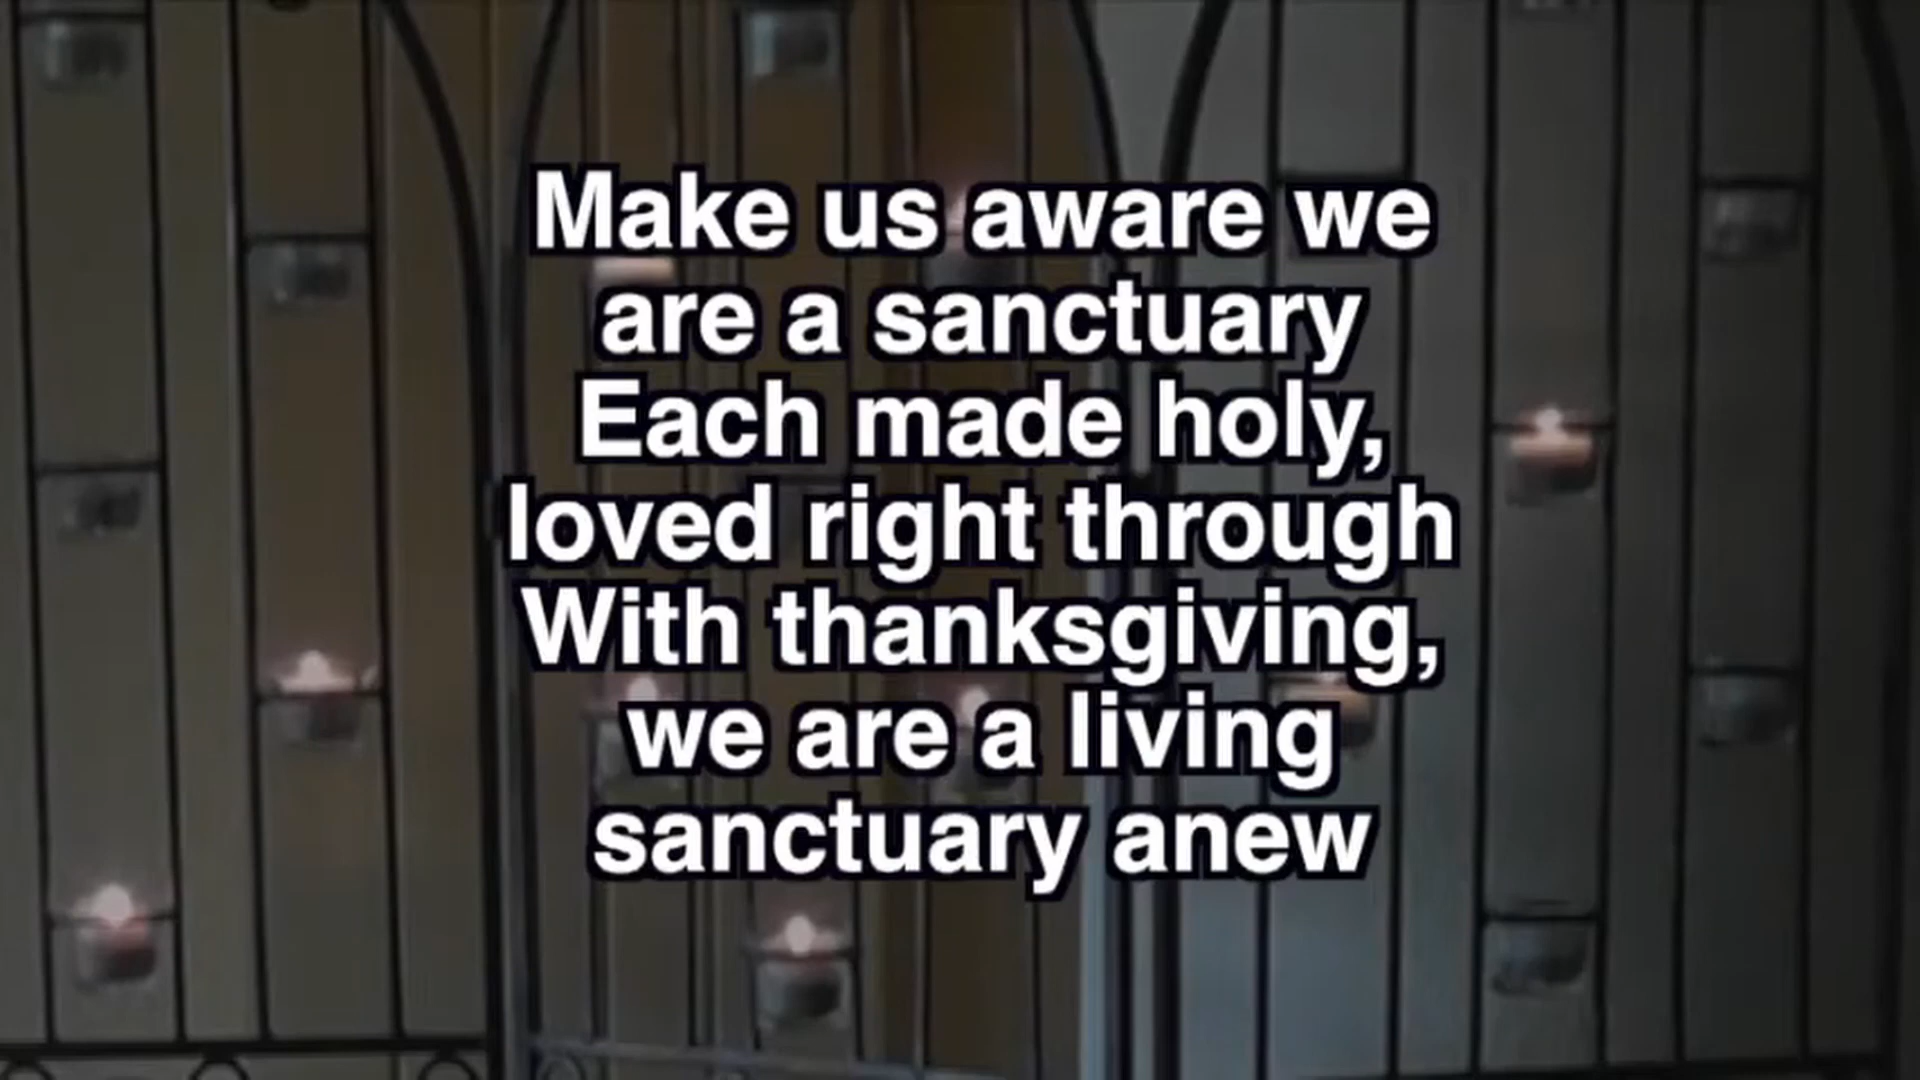 Make us aware we
are a sanctuary
Each made holy,
loved right through
With thanksgiving,
we are a living
sanctuary anew